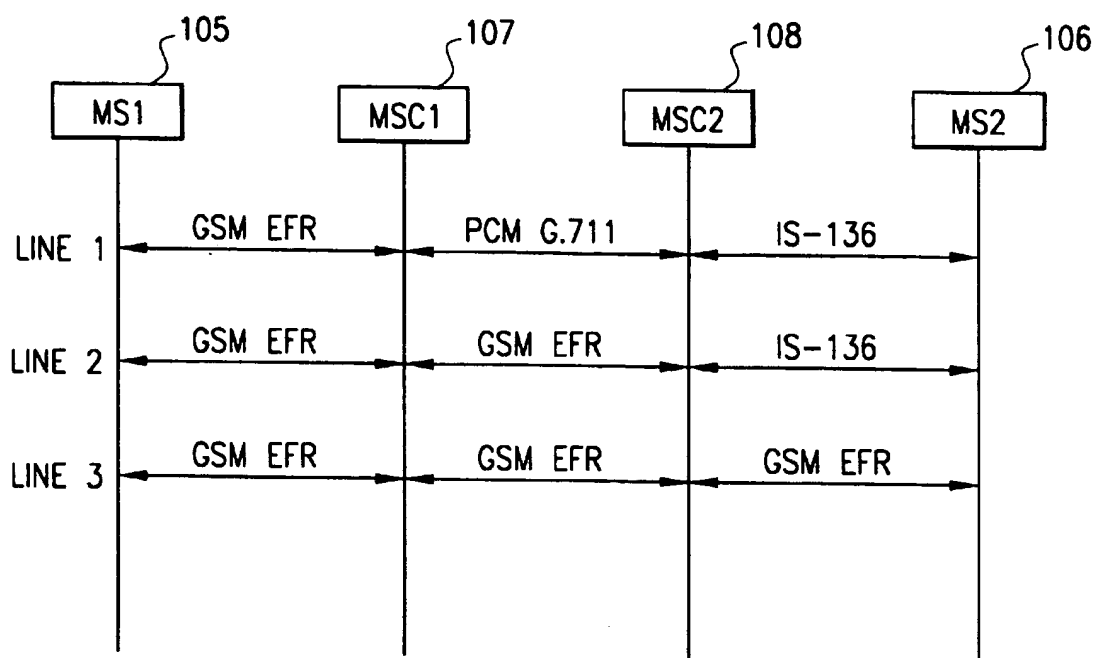 105 107 108 106
MS1 MSC1 MSC2 MS2
LINE 1 GSM EFR PCM G.711 IS-136
LINE 2 GSM EFR GSM EFR IS-136
LINE 3 GSM EFR GSM EFR GSM EFR